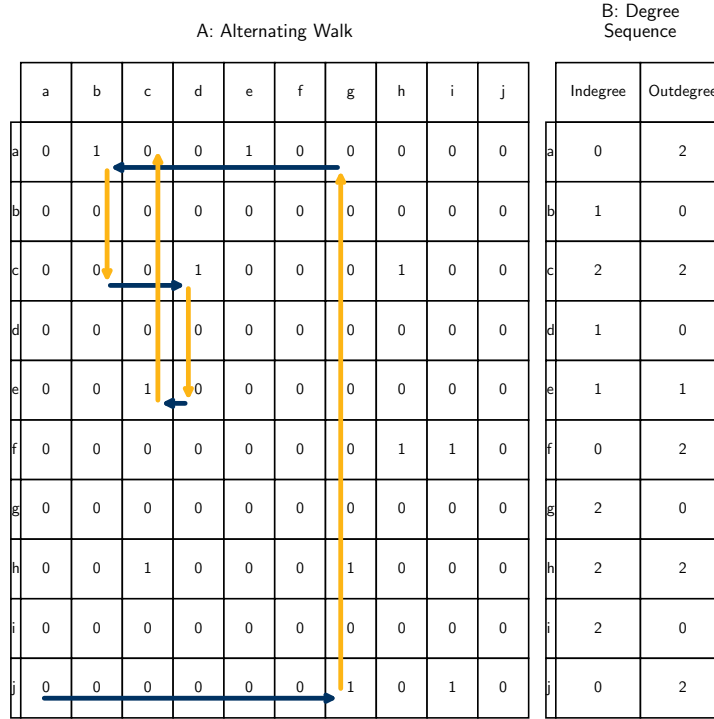 A: Alternating Walk
a b c d e f g h i j
a 0 1 0 0 1 0 0 0 0 0
b 0 0 0 0 0 0 0 0 0 0
c 0 0 0 1 0 0 0 1 0 0
d 0 0 0 0 0 0 0 0 0 0
e 0 0 1 0 0 0 0 0 0 0
f 0 0 0 0 0 0 0 1 1 0
g 0 0 0 0 0 0 0 0 0 0
h 0 0 1 0 0 0 1 0 0 0
i 0 0 0 0 0 0 0 0 0 0
j 0 0 0 0 0 0 1 0 1 0
B: Degree
Sequence
Indegree Outdegree
a 0 2
b 1 0
c 2 2
d 1 0
e 1 1
f 0 2
g 2 0
h 2 2
i 2 0
j 0 2